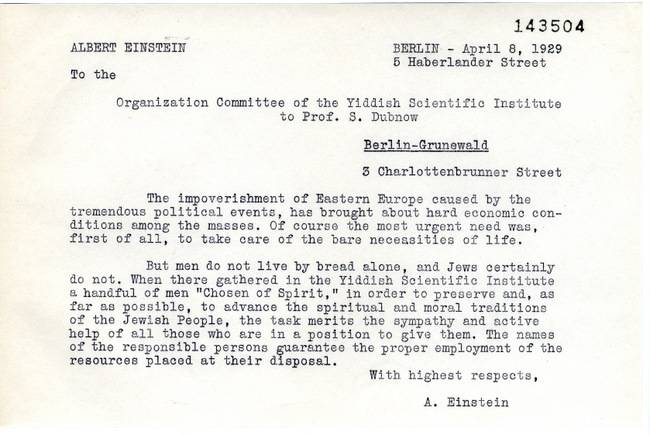 143504
ALBERT EINSTEIN BERLIN - April 8, 1929
5 Haberlander Street
To the
Organization Committee of the Yiddish Scientific Institute
to Prof. S. Dubnow
Berlin-Grunewald
3 Charlottenbrunner Street
The impoverishment of Eastern Europe caused by the
tremendous political events, has brought about hard economic con-
ditions among the masses. Of course the most urgent need was,
first of all, to take care of the bare necessities of life.
But men do not live by bread alone, and Jews certainly
do not. When there gathered in the Yiddish Scientific Institute
a handful of men "Chosen of Spirit," in order to preserve and, as
far as possible, to advance the spiritual and moral traditions
of the Jewish People, the task merits the sympathy and active
help of all those who are in a position to give them. The names
of the responsible persons guarantee the proper employment of the
resources placed at their disposal.
With highest respects,
A. Einstein